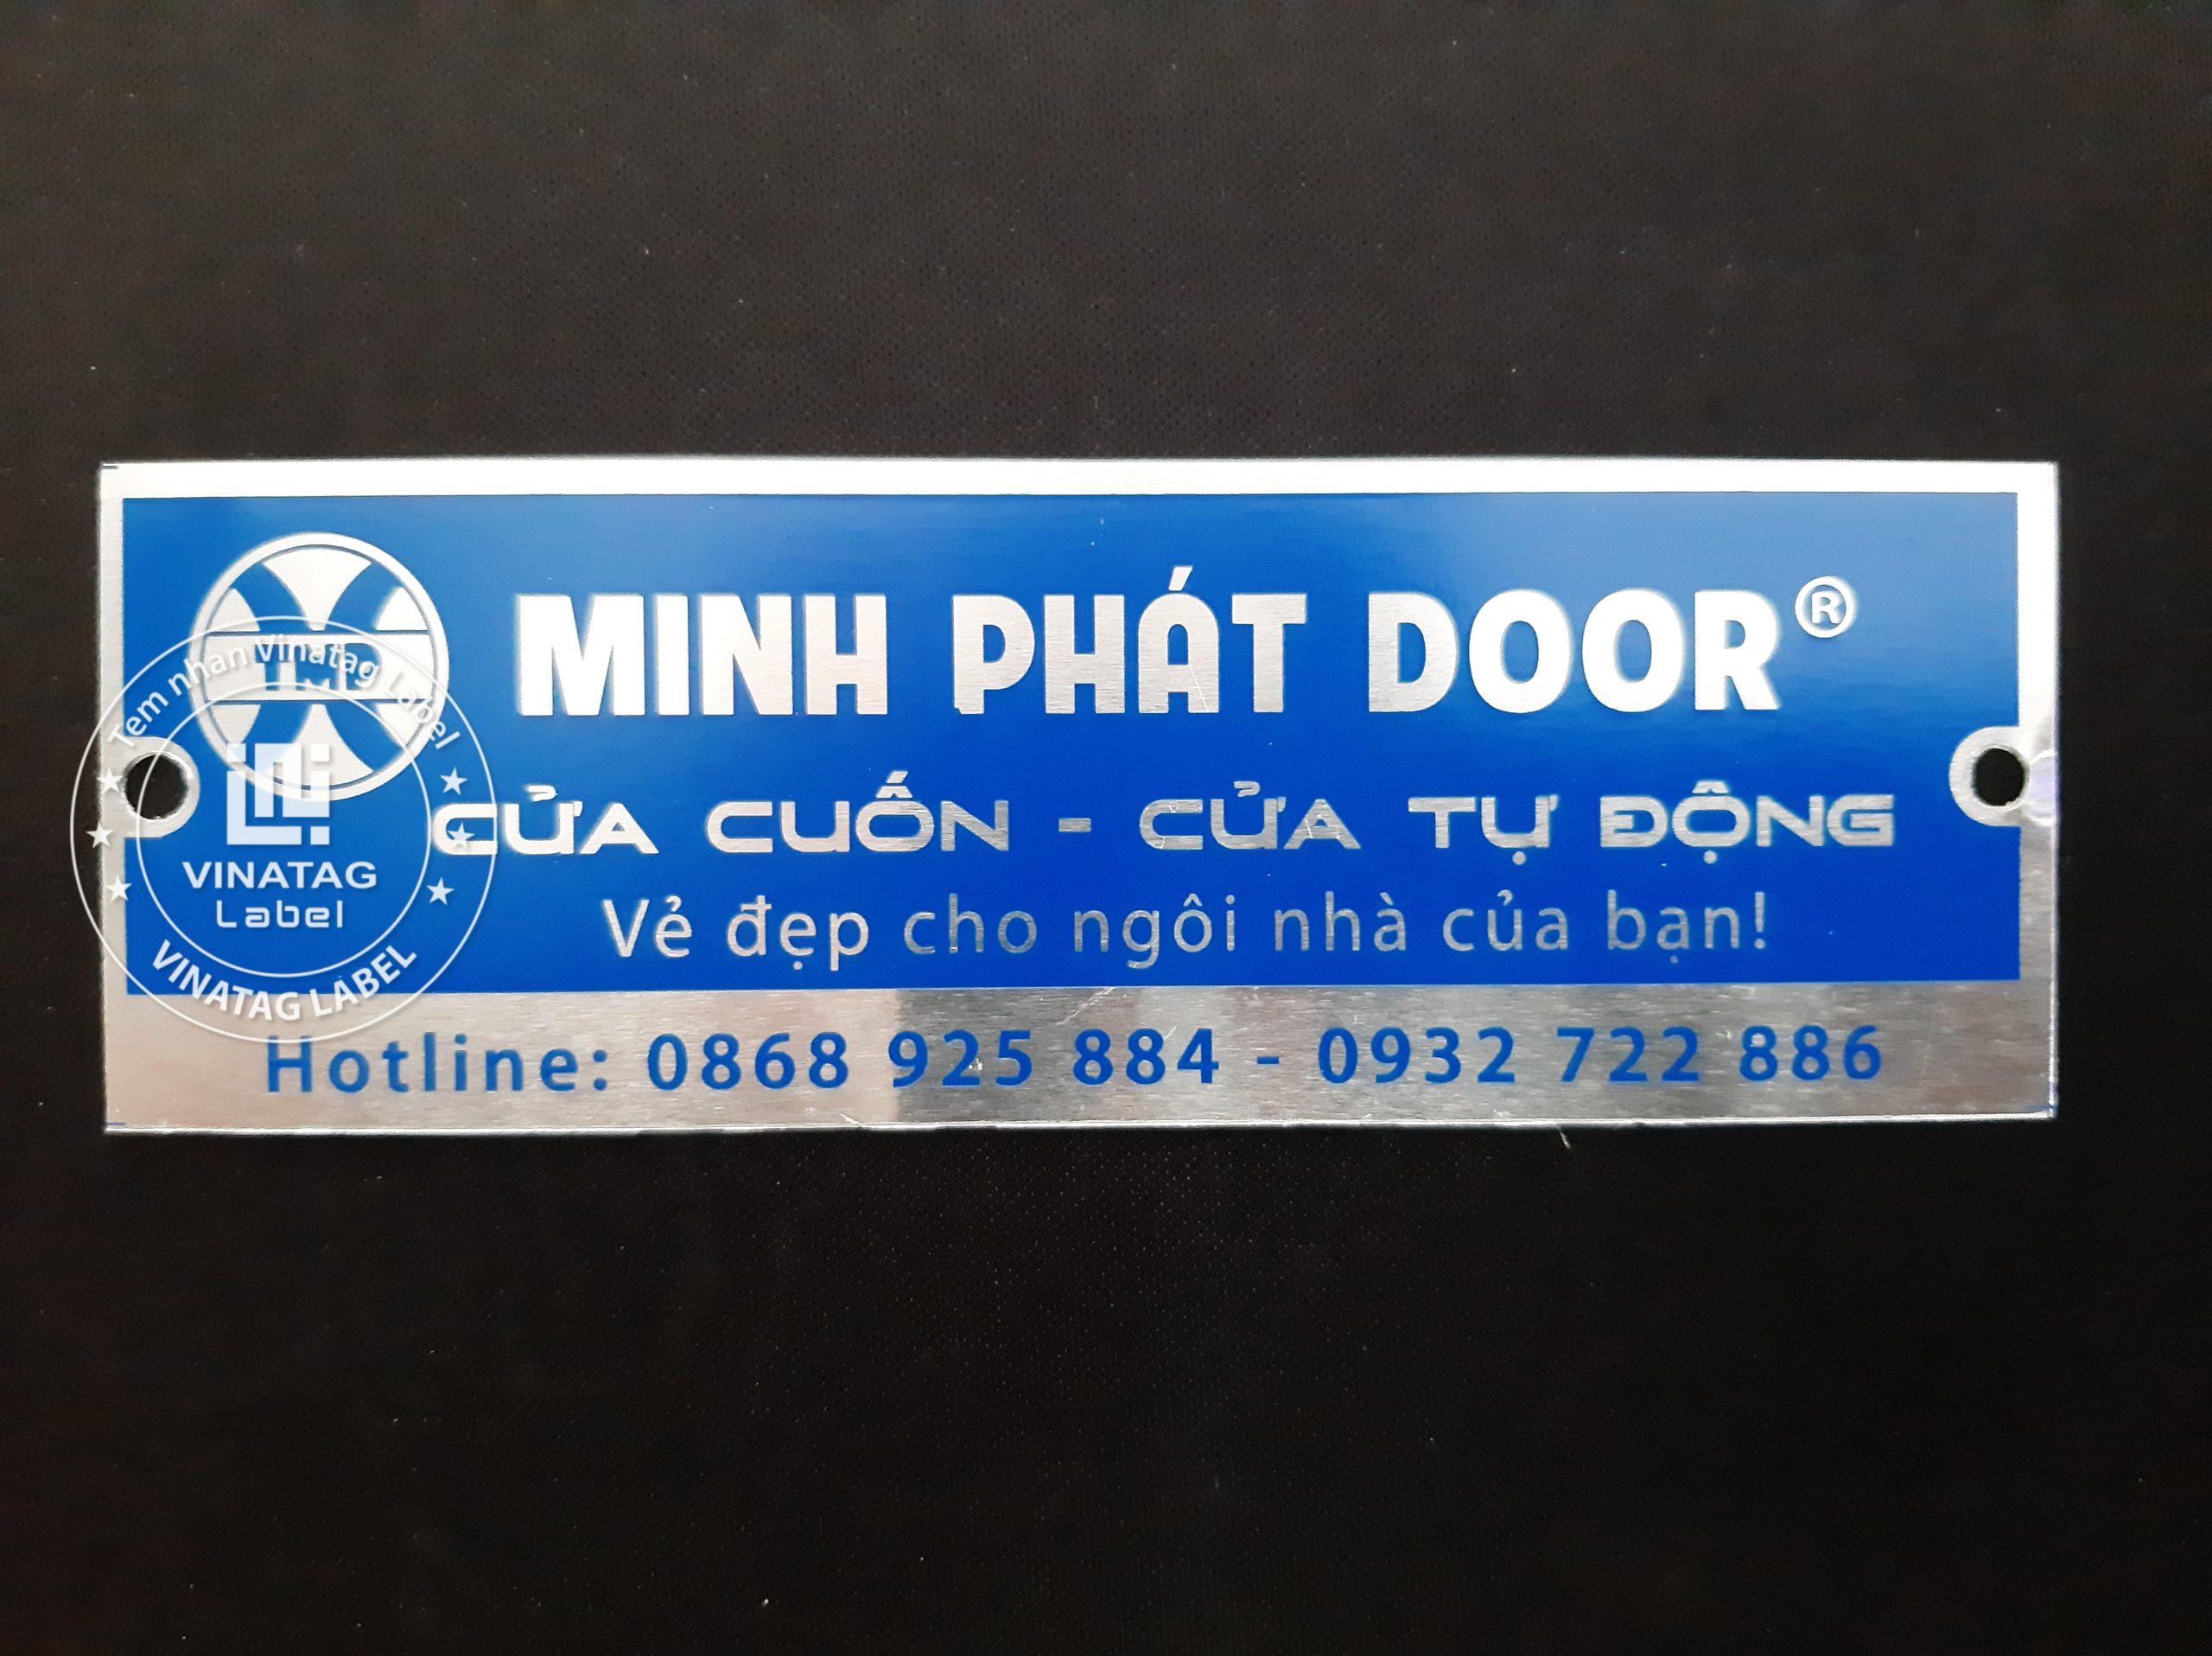 MINH PHÁT DOOR®
CỬA CUỐN - CỬA TỰ ĐỘNG
Vẻ đẹp cho ngôi nhà của bạn!
Hotline: 0868 925 884 - 0932 722 886
Tem nhan Vinatag Label
VINATAG
Label
VINATAG LABEL